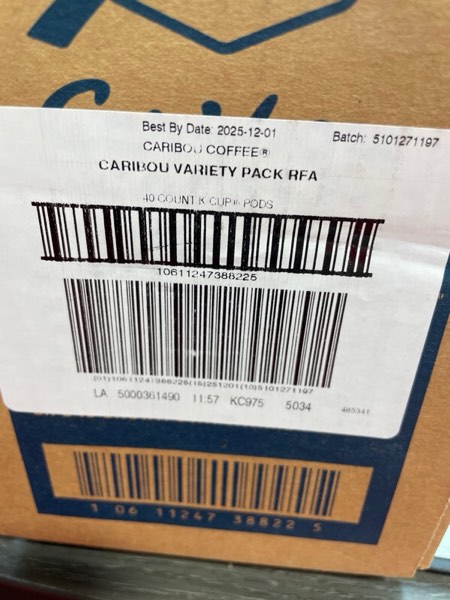 Best By Date: 2025-12-01
Batch: 5101271197
CARIBOU COFFEE®
CARIBOU VARIETY PACK RFA
40 COUNT K-CUP® PODS
10611247388225
(01)10611247388225(15)251201(10)5101271197
LA 5000361490 11:57 KC975 5034
1 06 11247 38822 5